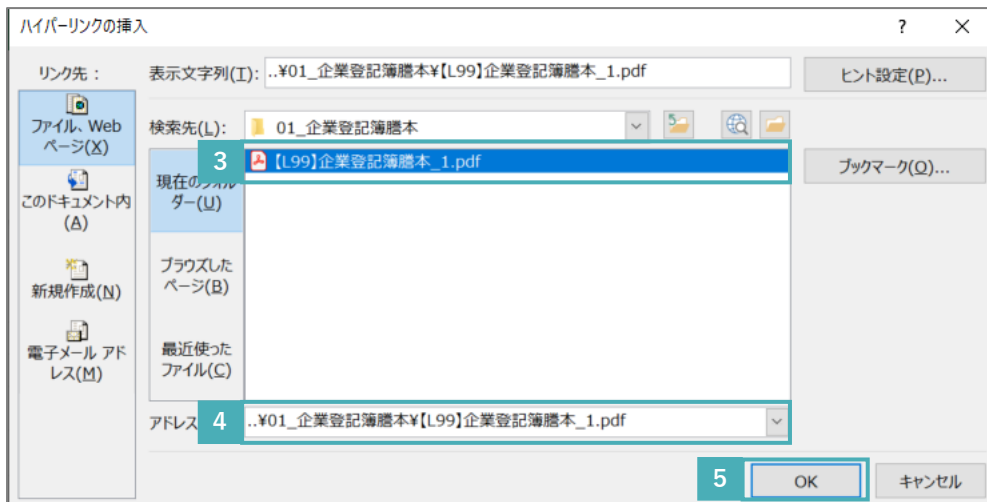 ハイパーリンクの挿入
? ×
リンク先：
表示文字列(T): ..¥01_企業登記簿謄本¥【L99】企業登記簿謄本_1.pdf
ヒント設定(P)...
ファイル、Web
ページ(X)
検索先(L): 01_企業登記簿謄本
3
【L99】企業登記簿謄本_1.pdf
ブックマーク(O)...
現在のフォル
ダー(U)
このドキュメント内
(A)
ブラウズした
ページ(B)
新規作成(N)
最近使った
ファイル(C)
電子メール アド
レス(M)
アドレス 4 ..¥01_企業登記簿謄本¥【L99】企業登記簿謄本_1.pdf
5 OK キャンセル